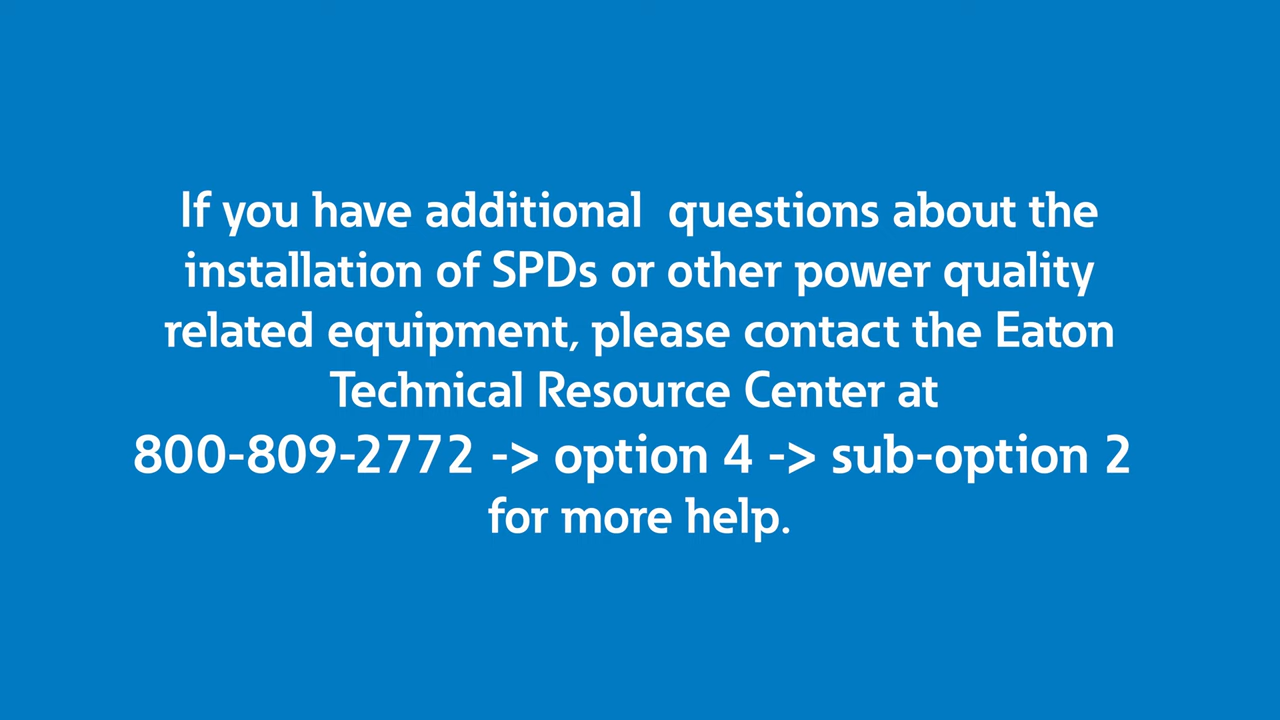 If you have additional  questions about the
installation of SPDs or other power quality
related equipment, please contact the Eaton
Technical Resource Center at
800-809-2772 -> option 4 -> sub-option 2
for more help.